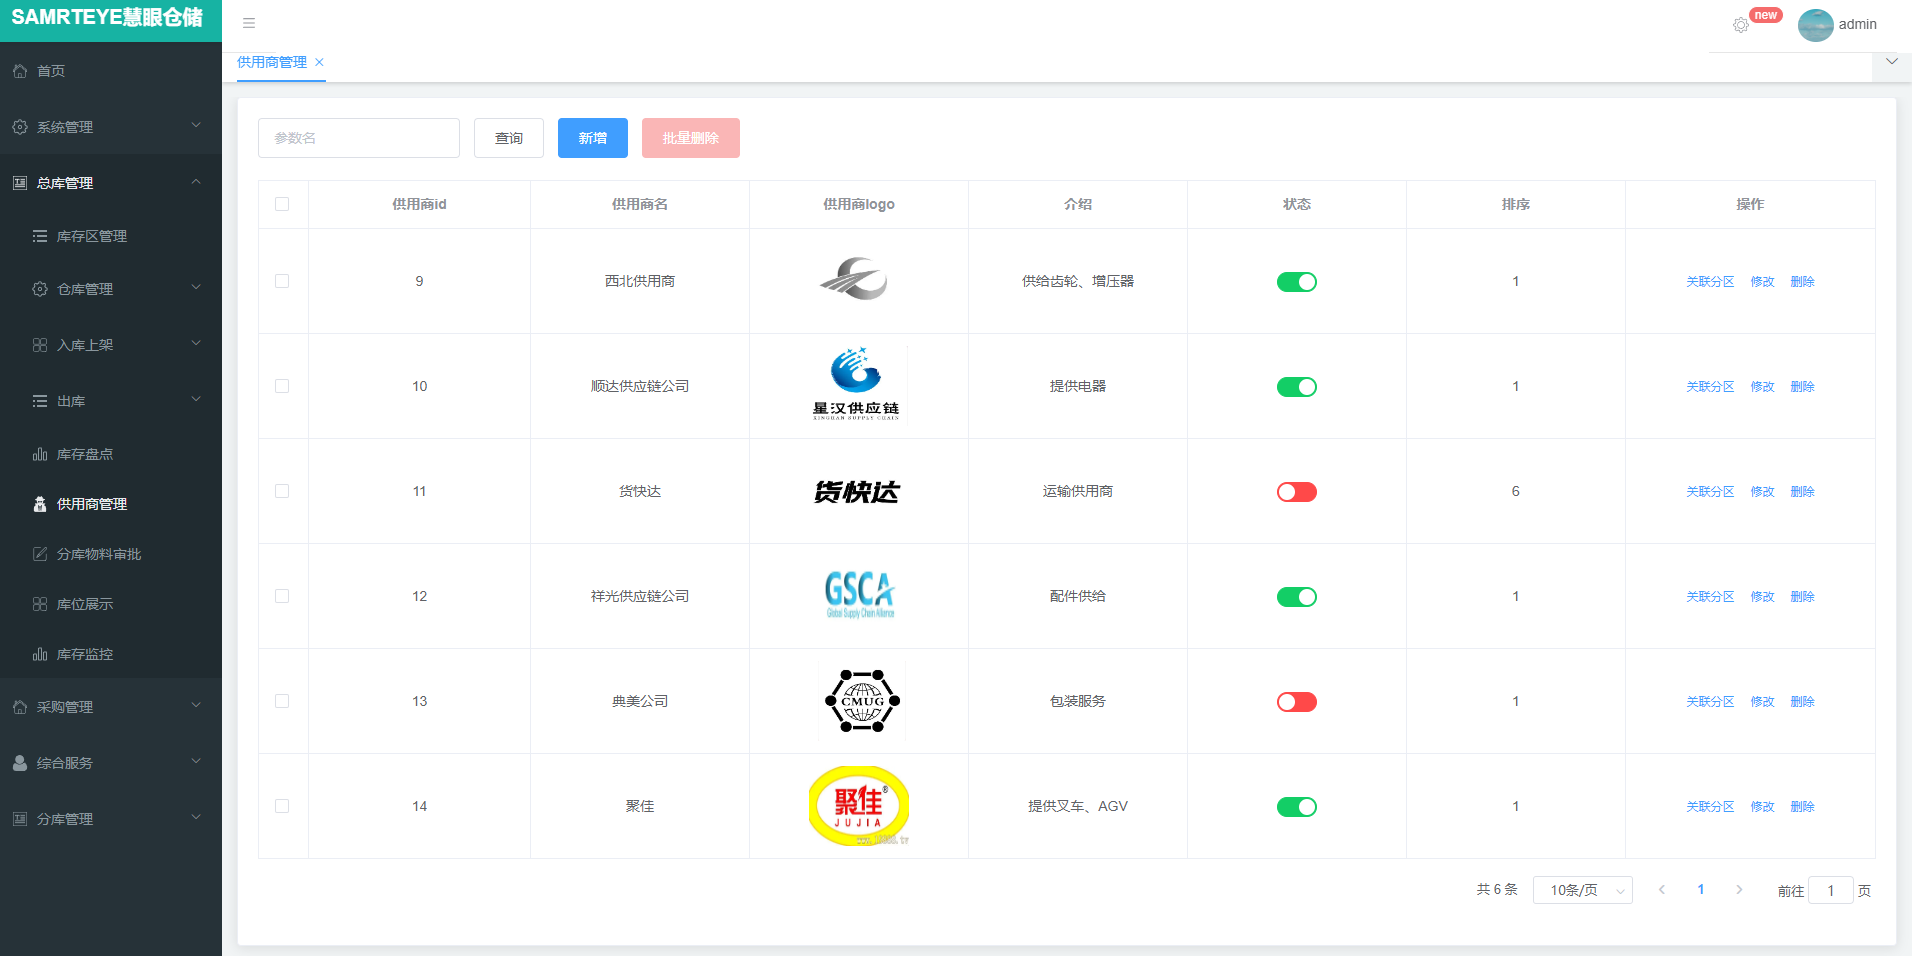 SAMRTEYE慧眼仓储
new
admin
首页
系统管理
总库管理
库存区管理
仓库管理
入库上架
出库
库存盘点
供用商管理
分库物料审批
库位展示
库存监控
采购管理
综合服务
分库管理
供用商管理
参数名
查询
新增
批量删除
供用商id 供用商名 供用商logo 介绍 状态 排序 操作
9 西北供用商 供给齿轮、增压器 1 关联分区 修改 删除
10 顺达供应链公司 星汉供应链 XINGHAN SUPPLY CHAIN 提供电器 1 关联分区 修改 删除
11 货快达 货快达 运输供用商 6 关联分区 修改 删除
12 祥光供应链公司 GSCA Global Supply Chain Alliance 配件供给 1 关联分区 修改 删除
13 典美公司 CMUG 包装服务 1 关联分区 修改 删除
14 聚佳 聚佳® JUJIA 提供叉车、AGV 1 关联分区 修改 删除
共 6 条 10条/页 1 前往 1 页